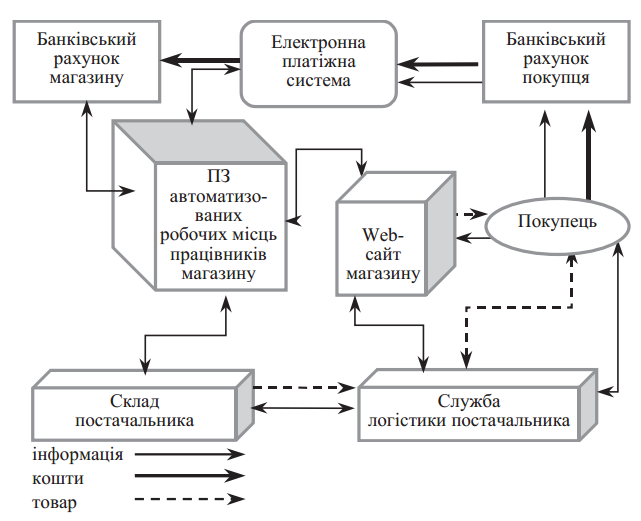 Банківський
рахунок
магазину
Електронна
платіжна
система
Банківський
рахунок
покупця
ПЗ
автоматизо-
ваних
робочих місць
працівників
магазину
Web-
сайт
магазину
Покупець
Склад
постачальника
Служба
логістики постачальника
інформація
кошти
товар